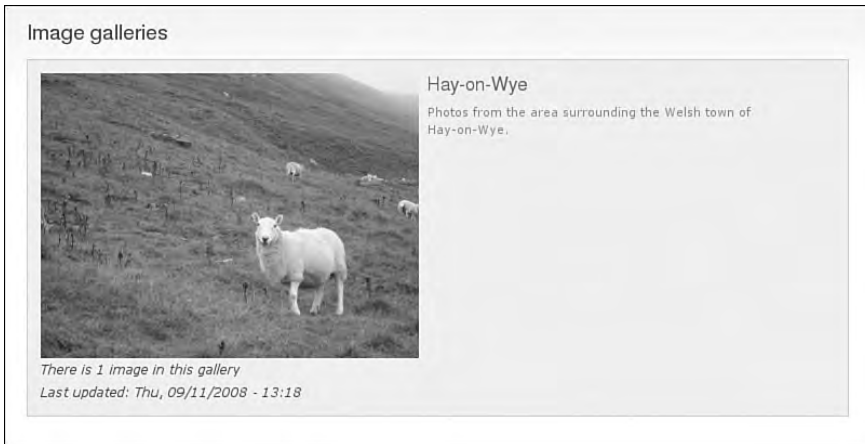 Image galleries
Hay-on-Wye
Photos from the area surrounding the Welsh town of
Hay-on-Wye.
There is 1 image in this gallery
Last updated: Thu, 09/11/2008 - 13:18